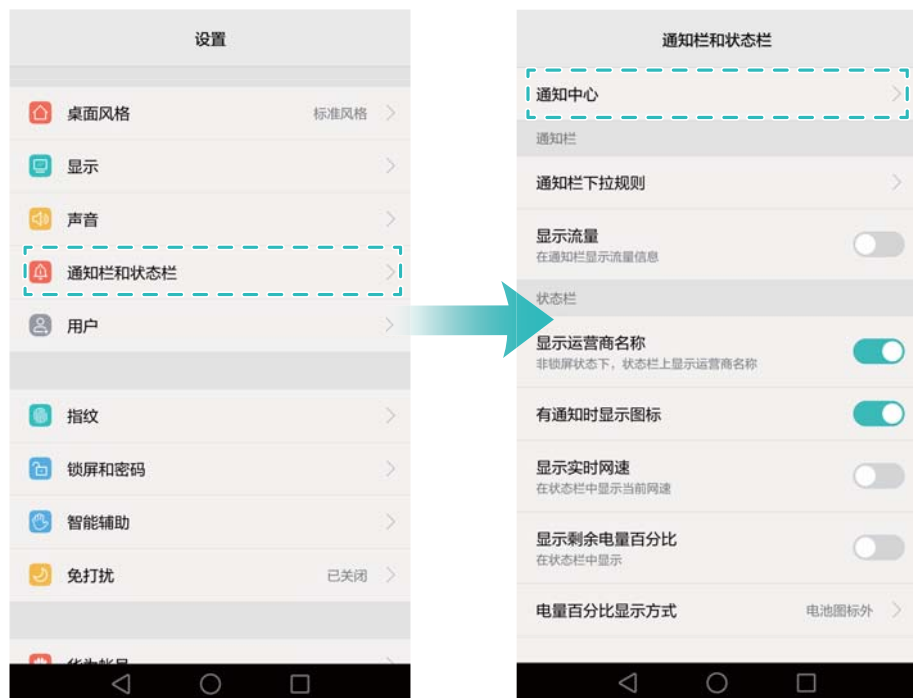 设置
桌面风格 标准风格
显示
声音
通知栏和状态栏
用户
指纹
锁屏和密码
智能辅助
免打扰 已关闭
华为帐号
通知栏和状态栏
通知中心
通知栏
通知栏下拉规则
显示流量
在通知栏显示流量信息
状态栏
显示运营商名称
非锁屏状态下，状态栏上显示运营商名称
有通知时显示图标
显示实时网速
在状态栏中显示当前网速
显示剩余电量百分比
在状态栏中显示
电量百分比显示方式 电池图标外